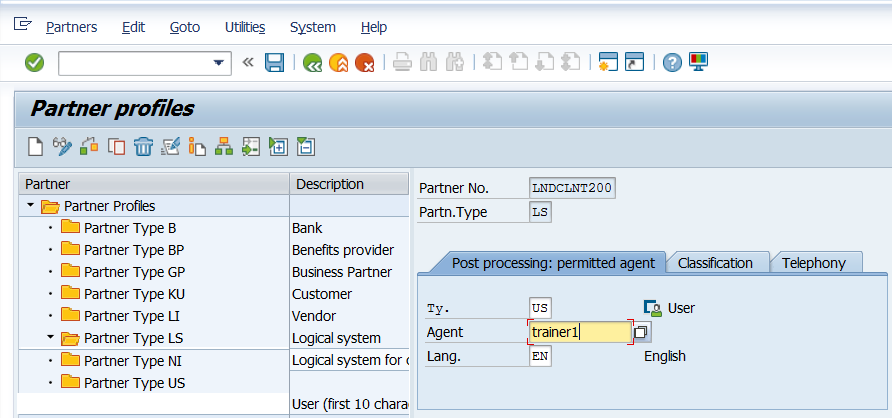 Partners Edit Goto Utilities System Help
Partner profiles
Partner Description
Partner Profiles
Partner Type B Bank
Partner Type BP Benefits provider
Partner Type GP Business Partner
Partner Type KU Customer
Partner Type LI Vendor
Partner Type LS Logical system
Partner Type NI Logical system for
Partner Type US
User (first 10
Partner No. LNDCLNT200
Partn.Type LS
Post processing: permitted agent Classification Telephony
Ty. US User
Agent trainer1
Lang. EN English